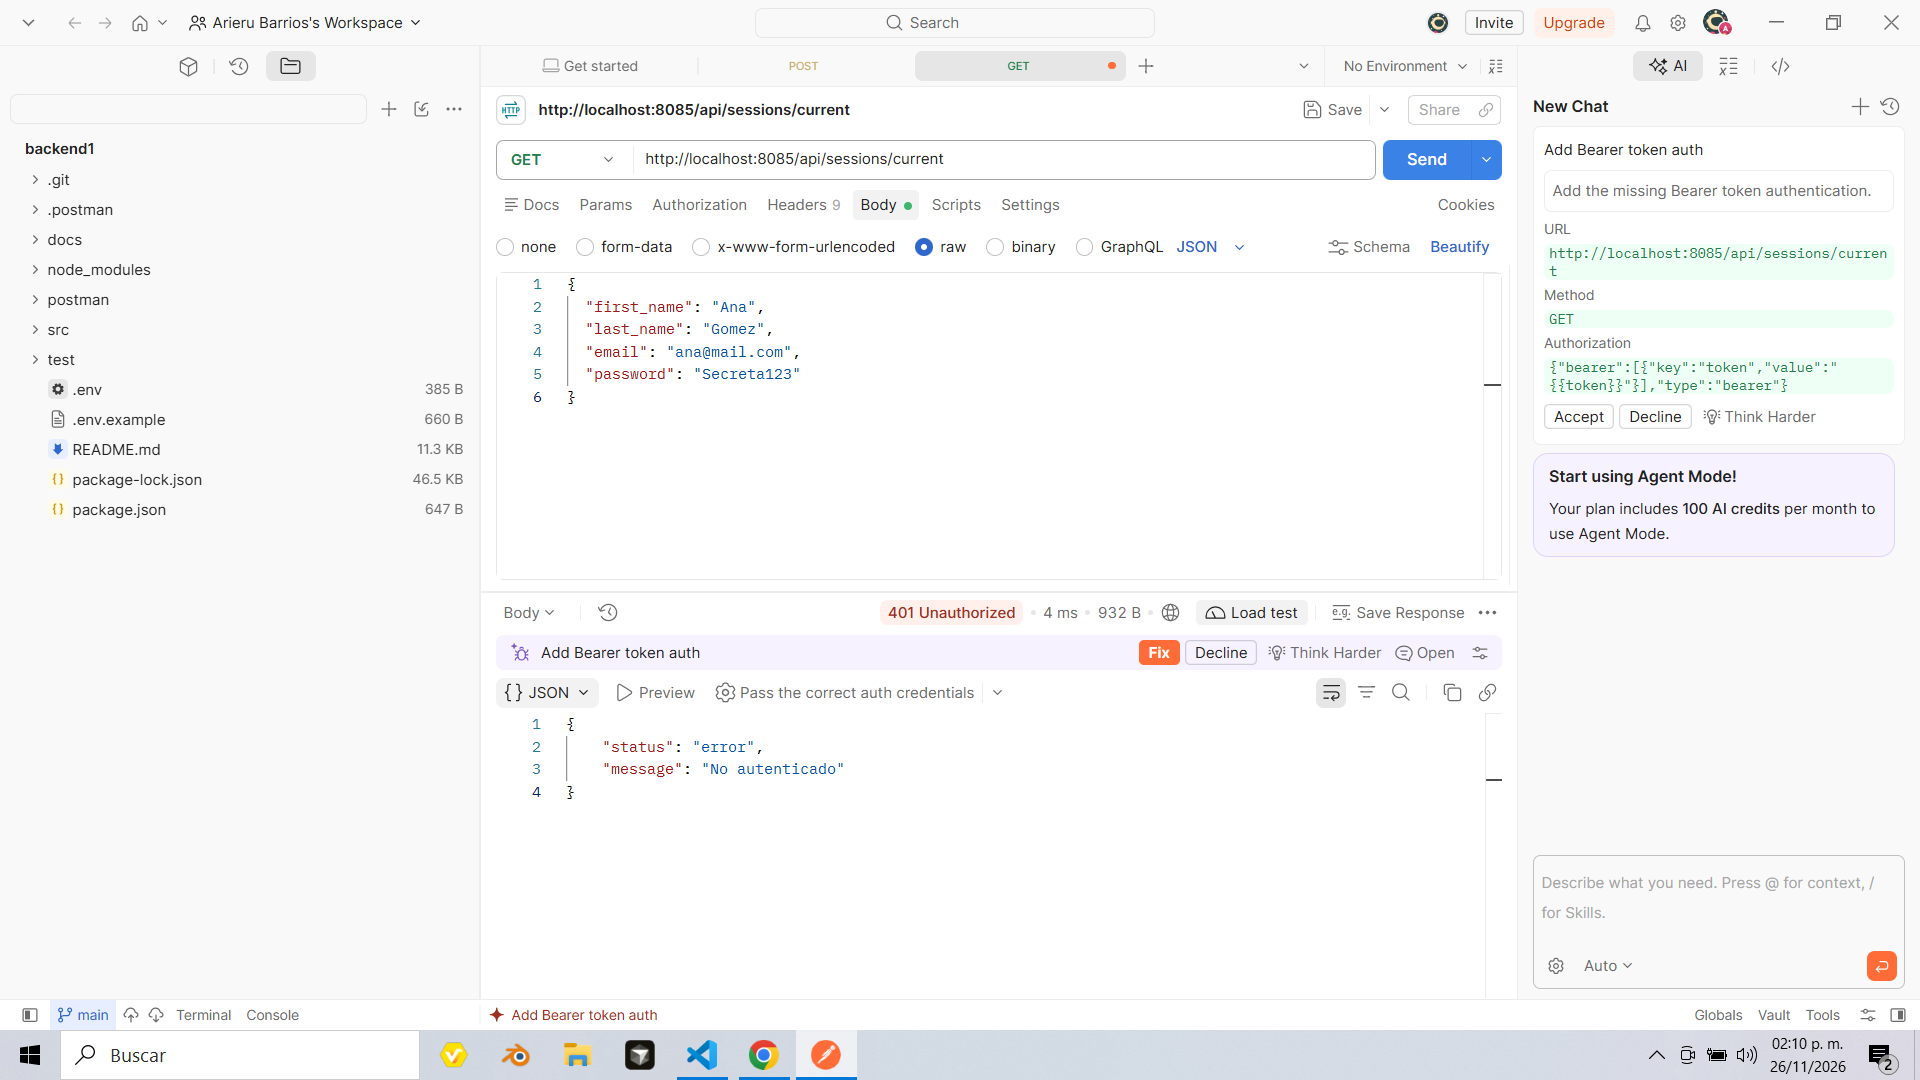 Arieru Barrios's Workspace
Search
Invite
Upgrade
Get started
POST
GET
No Environment
AI
backend1
.git
.postman
docs
node_modules
postman
src
test
.env 385 B
.env.example 660 B
README.md 11.3 KB
package-lock.json 46.5 KB
package.json 647 B
HTTP http://localhost:8085/api/sessions/current
Save
Share
GET http://localhost:8085/api/sessions/current
Send
Docs Params Authorization Headers 9 Body Scripts Settings
Cookies
none form-data x-www-form-urlencoded raw binary GraphQL JSON
Schema Beautify
1 {
2 "first_name": "Ana",
3 "last_name": "Gomez",
4 "email": "ana@mail.com",
5 "password": "Secreta123"
6 }
Body
401 Unauthorized • 4 ms • 932 B
Load test
e.g. Save Response
Add Bearer token auth
Fix Decline Think Harder Open
{} JSON Preview Pass the correct auth credentials
1 {
2 "status": "error",
3 "message": "No autenticado"
4 }
New Chat
Add Bearer token auth
Add the missing Bearer token authentication.
URL
http://localhost:8085/api/sessions/curren
t
Method
GET
Authorization
{"bearer":[{"key":"token","value":"
{{token}}"}],"type":"bearer"}
Accept Decline Think Harder
Start using Agent Mode!
Your plan includes 100 AI credits per month to
use Agent Mode.
Describe what you need. Press @ for context, /
for Skills.
Auto
main
Terminal Console
Add Bearer token auth
Globals Vault Tools
Buscar
02:10 p. m.
26/11/2026
2